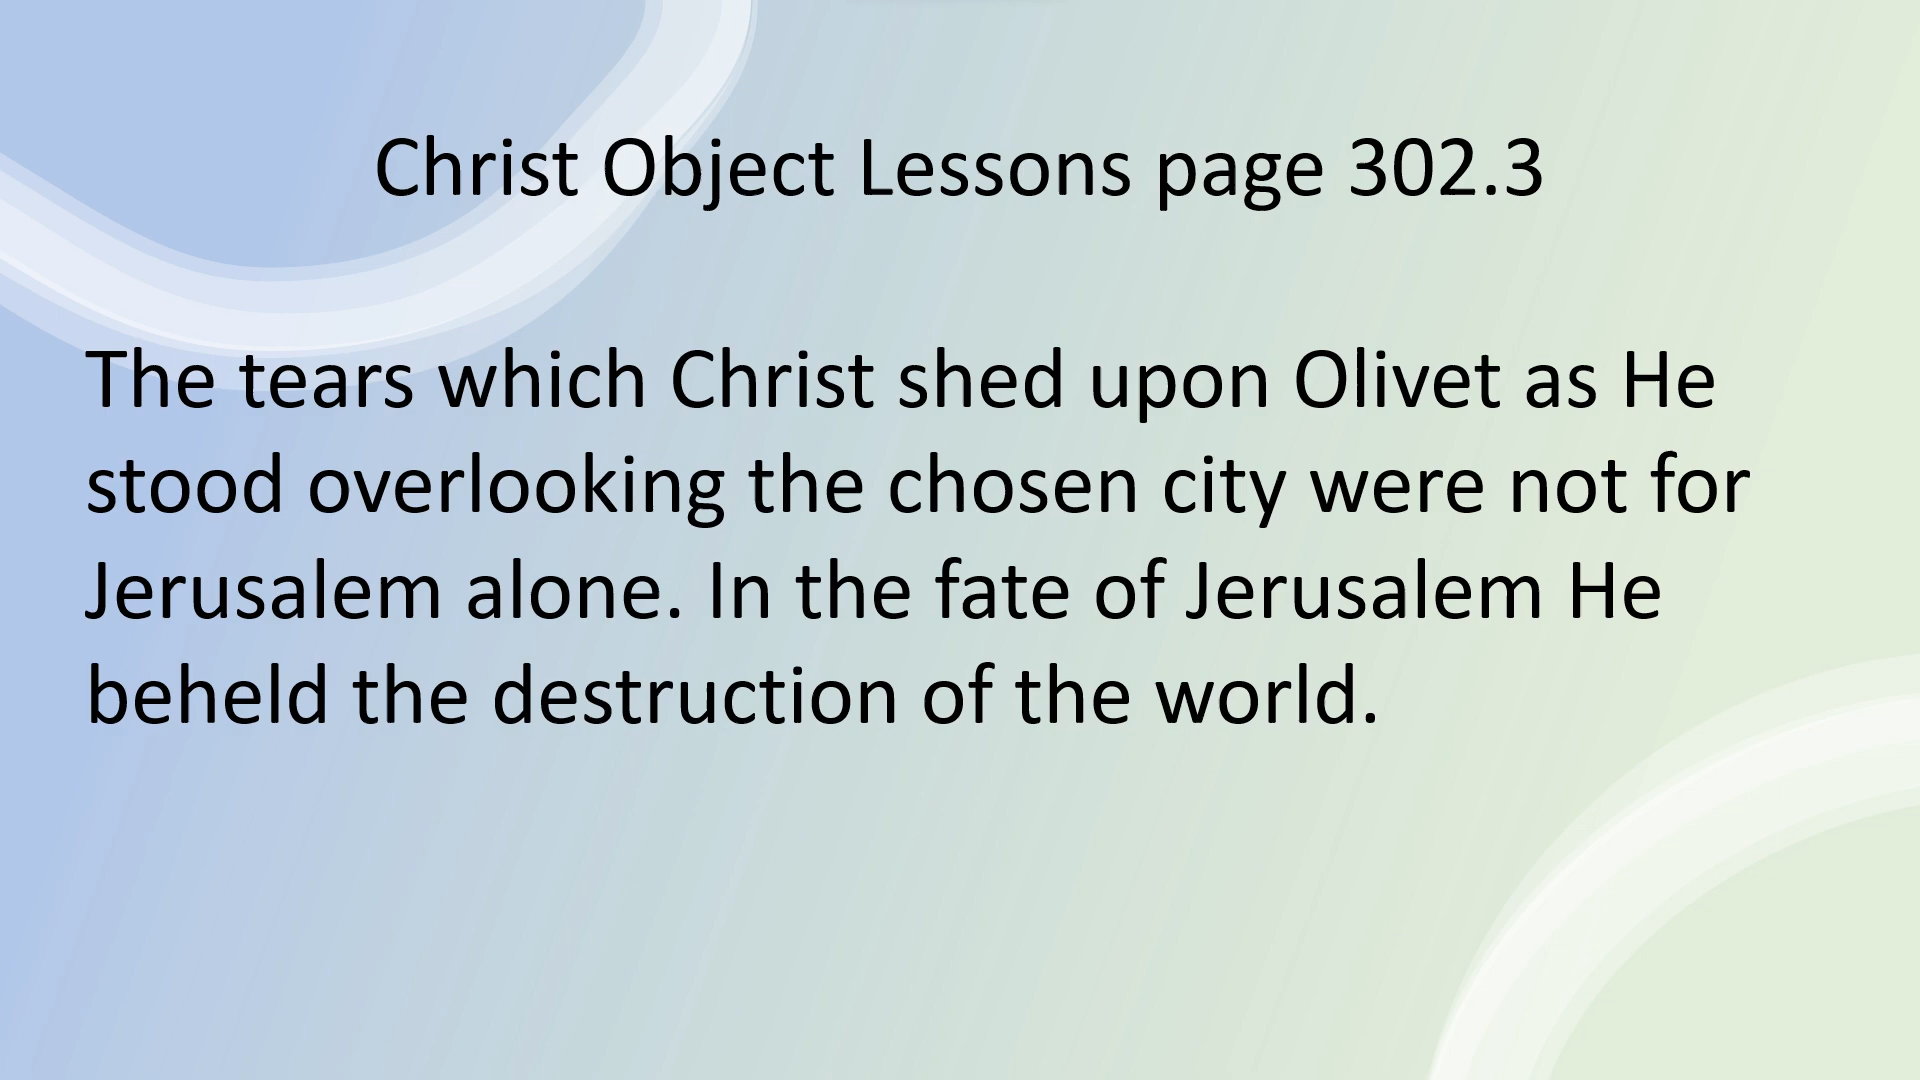 Christ Object Lessons page 302.3
The tears which Christ shed upon Olivet as He
stood overlooking the chosen city were not for
Jerusalem alone. In the fate of Jerusalem He
beheld the destruction of the world.